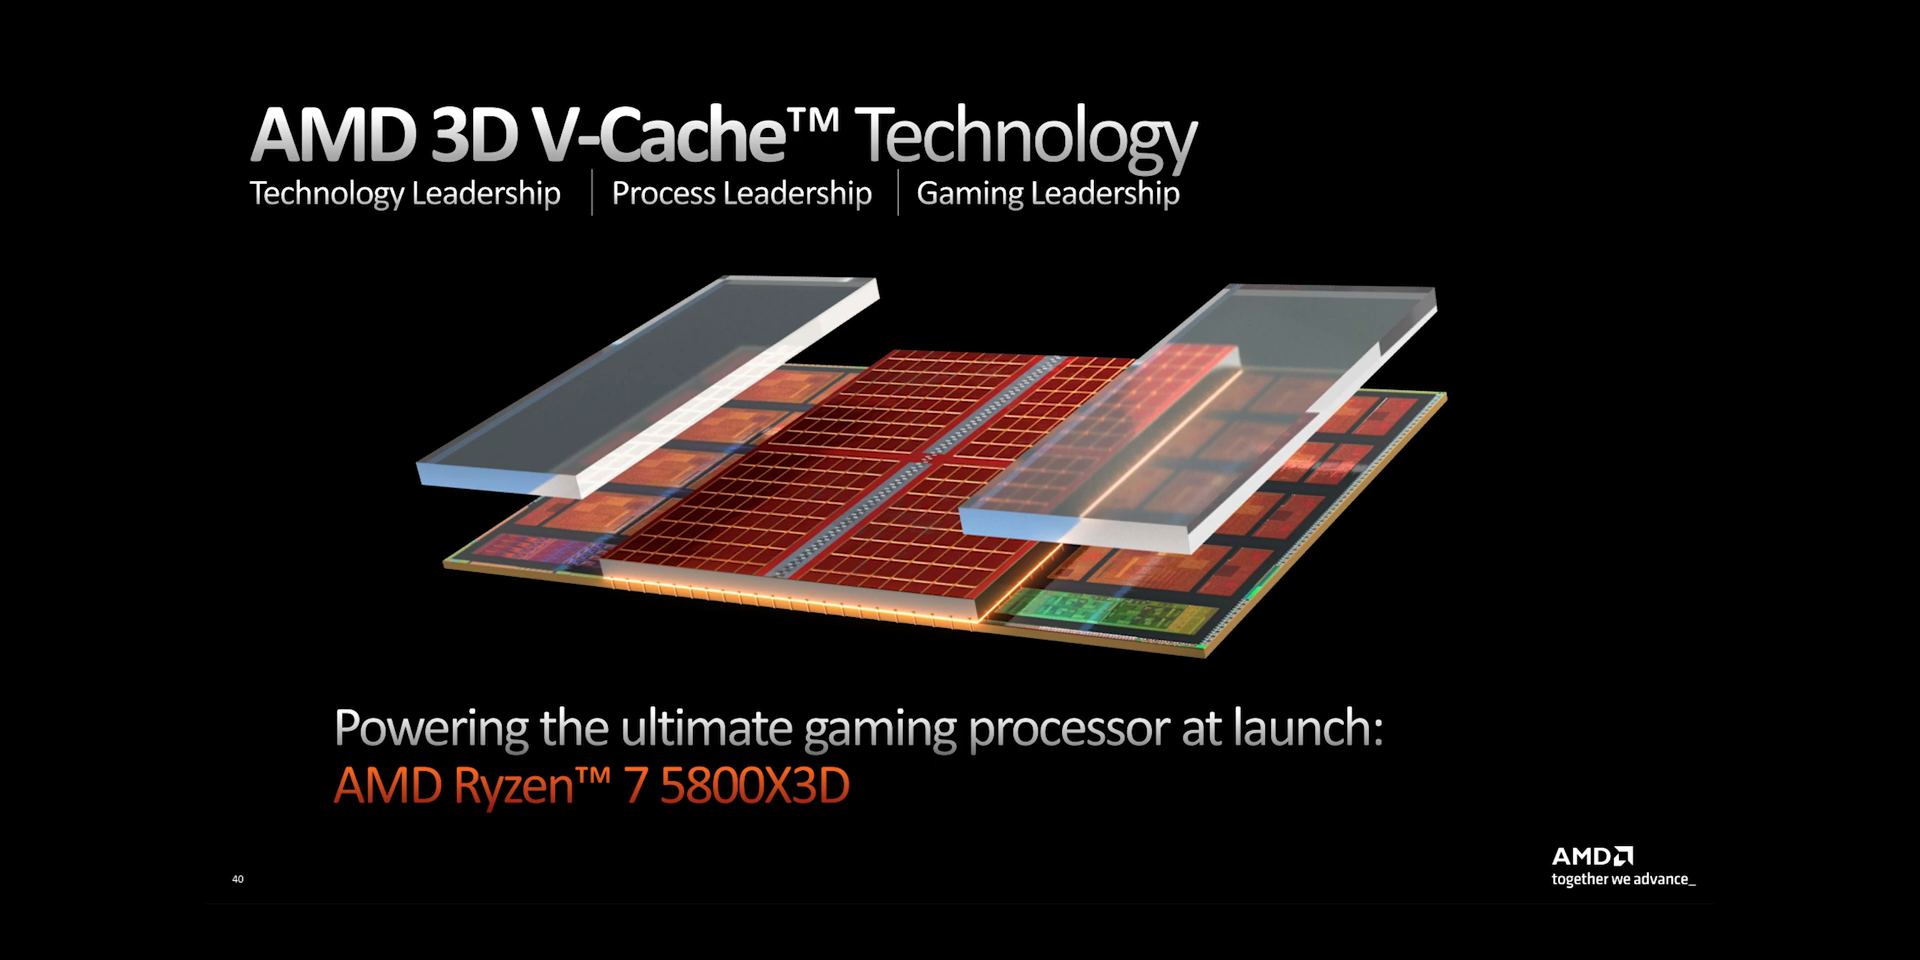 AMD 3D V-Cache™ Technology
Technology Leadership | Process Leadership | Gaming Leadership
Powering the ultimate gaming processor at launch:
AMD Ryzen™ 7 5800X3D
40
AMD
together we advance_